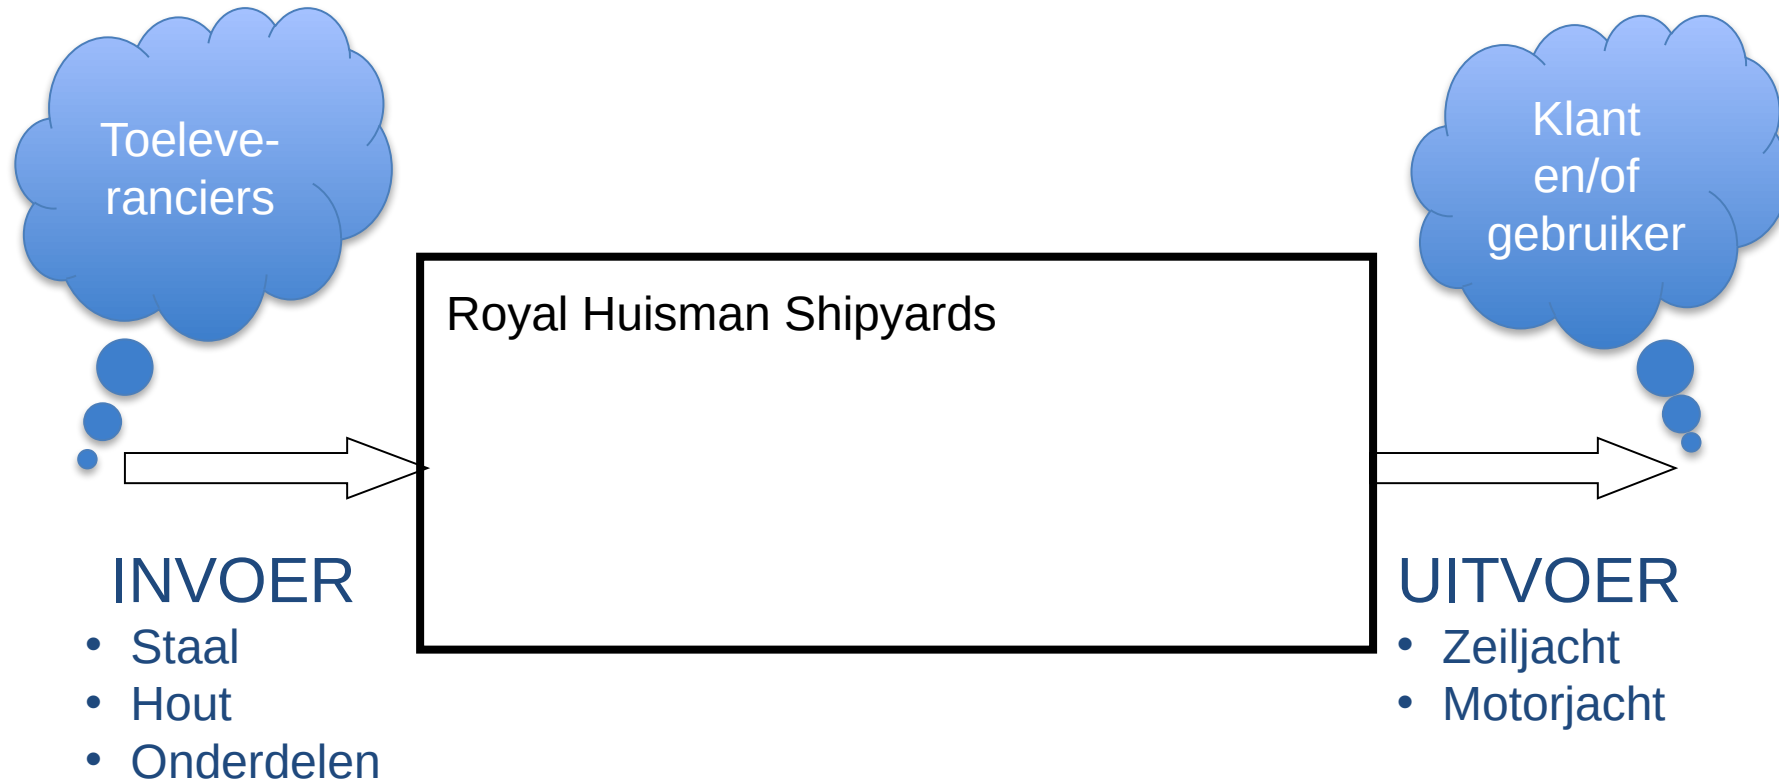 Toeleve-
ranciers
Klant
en/of
gebruiker
Royal Huisman Shipyards
INVOER
• Staal
• Hout
• Onderdelen
UITVOER
• Zeiljacht
• Motorjacht